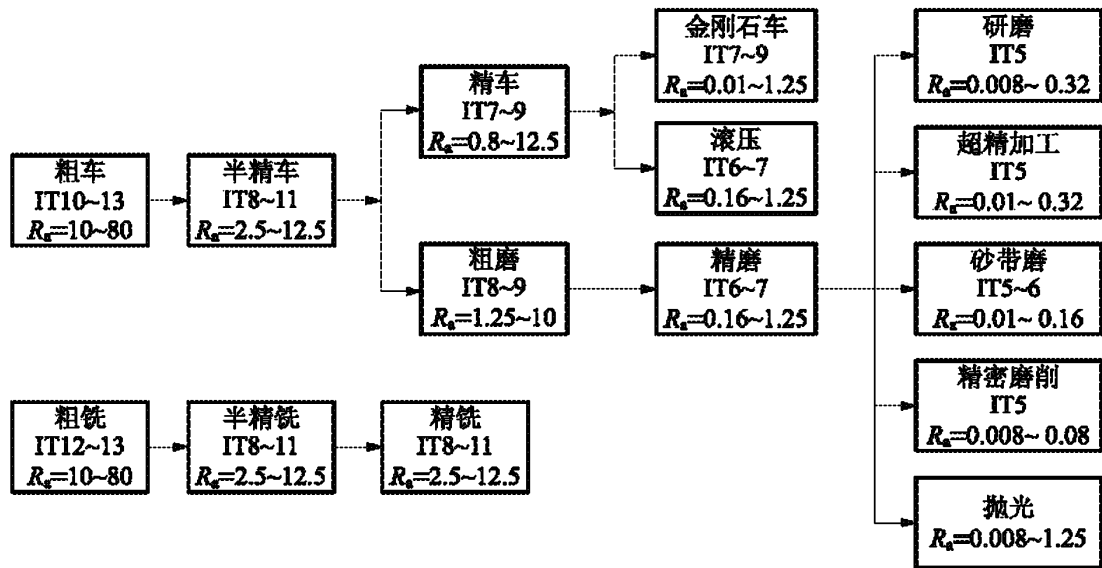 粗车
IT10~13
Ra=10~80
半精车
IT8~11
Ra=2.5~12.5
精车
IT7~9
Ra=0.8~12.5
金刚石车
IT7~9
Ra=0.01~1.25
滚压
IT6~7
Ra=0.16~1.25
粗磨
IT8~9
Ra=1.25~10
精磨
IT6~7
Ra=0.16~1.25
研磨
IT5
Ra=0.008~0.32
超精加工
IT5
Ra=0.01~0.32
砂带磨
IT5~6
Ra=0.01~0.16
精密磨削
IT5
Ra=0.008~0.08
抛光
Ra=0.008~1.25
粗铣
IT12~13
Ra=10~80
半精铣
IT8~11
Ra=2.5~12.5
精铣
IT8~11
Ra=2.5~12.5